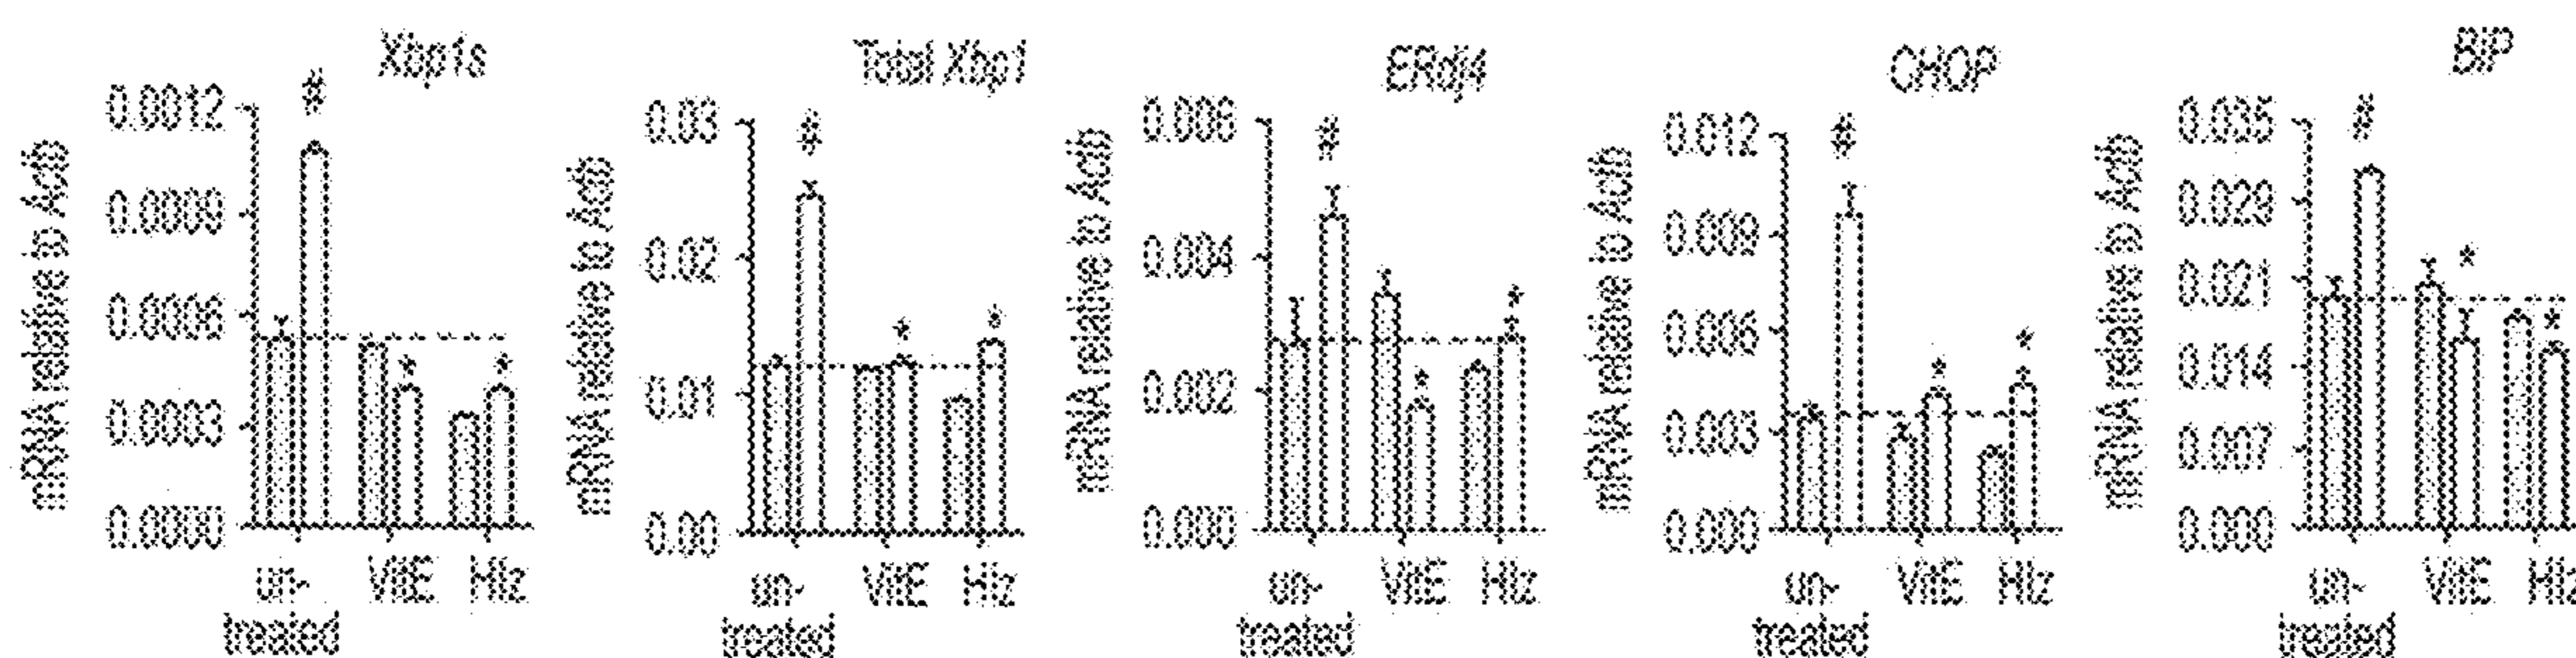 Xbp1s
#
0.0012
0.0009
0.0006
0.0003
0.0000
mRNA relative to Actb
* *
un-
treated
VitE
Hlz
Total Xbp1
#
0.03
0.02
0.01
0.00
mRNA relative to Actb
* *
un-
treated
VitE
Hlz
ERdj4
#
0.006
0.004
0.002
0.000
mRNA relative to Actb
* *
un-
treated
VitE
Hlz
CHOP
#
0.012
0.009
0.006
0.003
0.000
mRNA relative to Actb
* *
un-
treated
VitE
Hlz
BIP
#
0.035
0.029
0.021
0.014
0.007
0.000
mRNA relative to Actb
* *
un-
treated
VitE